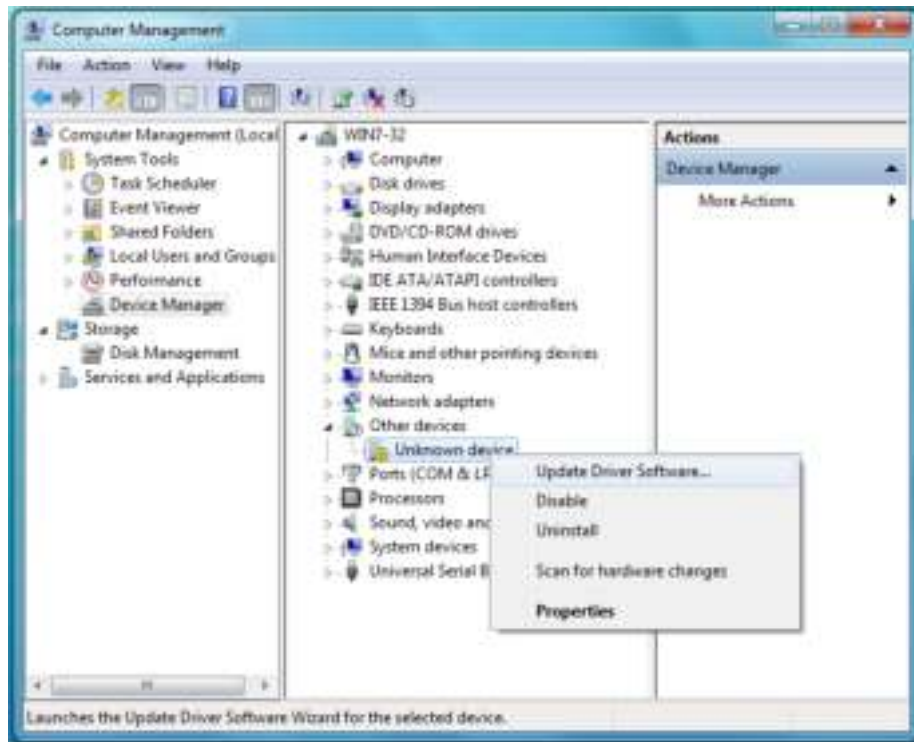 Computer Management
File Action View Help
Computer Management (Local
System Tools
Task Scheduler
Event Viewer
Shared Folders
Local Users and Groups
Performance
Device Manager
Storage
Disk Management
Services and Applications
WIN7-32
Computer
Disk drives
Display adapters
DVD/CD-ROM drives
Human Interface Devices
IDE ATA/ATAPI controllers
IEEE 1394 Bus host controllers
Keyboards
Mice and other pointing devices
Monitors
Network adapters
Other devices
Unknown device
Ports (COM & LP
Processors
Sound, video and
System devices
Universal Serial B
Update Driver Software...
Disable
Uninstall
Scan for hardware changes
Properties
Actions
Device Manager
More Actions
Launches the Update Driver Software Wizard for the selected device.